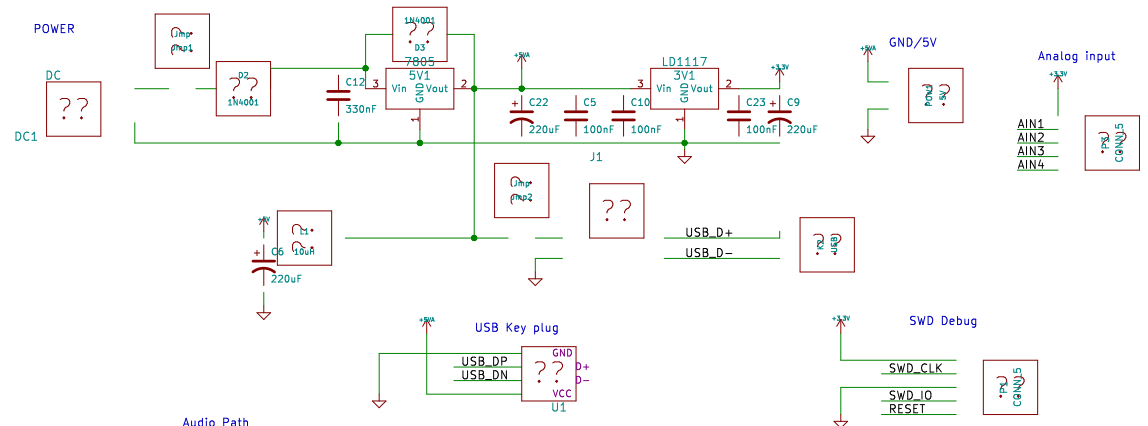 POWER
Jmp
Jmp1
1N4001
D3
+5VA
GND/5V
+5VA
Analog input
DC
??
DC1
D2
??
1N4001
C12
330nF
7805
5V1
3 Vin Vout 2
GND
1
C22
220uF
C5
100nF
C10
100nF
LD1117
3V1
3 Vin Vout 2
GND
1
+3.3V
C23
100nF
C9
220uF
5V
+3.3V
AIN1
AIN2
AIN3
AIN4
CONN_5
J1
Jmp
Jmp2
??
+5V
L1
10uH
C6
220uF
USB_D+
USB_D-
K2
USB
+5VA
USB Key plug
GND
USB_DP
USB_DN
??
D+
D-
VCC
U1
+3.3V
SWD Debug
SWD_CLK
SWD_IO
RESET
P1
CONN_5
Audio Path